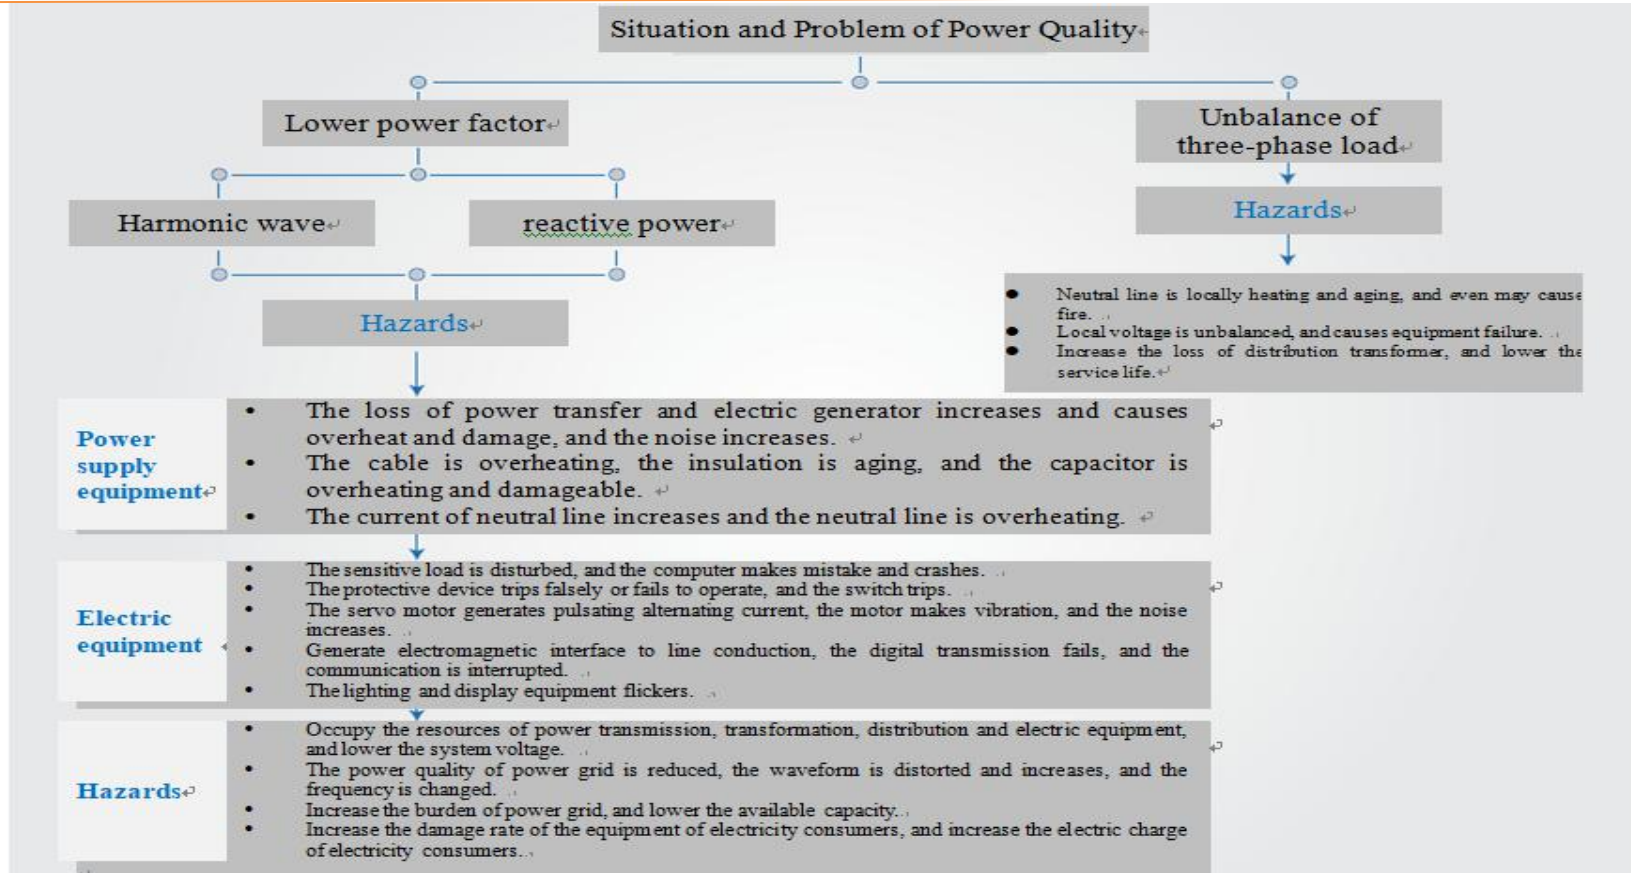 Situation and Problem of Power Quality
Lower power factor
Unbalance of
three-phase load
Harmonic wave
reactive power
Hazards
Hazards
Neutral line is locally heating and aging, and even may cause
fire.
Local voltage is unbalanced, and causes equipment failure.
Increase the loss of distribution transformer, and lower the
service life.
Power
supply
equipment
• The loss of power transfer and electric generator increases and causes
overheat and damage, and the noise increases.
• The cable is overheating, the insulation is aging, and the capacitor is
overheating and damageable.
• The current of neutral line increases and the neutral line is overheating.
Electric
equipment
• The sensitive load is disturbed, and the computer makes mistake and crashes.
• The protective device trips falsely or fails to operate, and the switch trips.
• The servo motor generates pulsating alternating current, the motor makes vibration, and the noise
increases.
• Generate electromagnetic interface to line conduction, the digital transmission fails, and the
communication is interrupted.
• The lighting and display equipment flickers.
Hazards
• Occupy the resources of power transmission, transformation, distribution and electric equipment,
and lower the system voltage.
• The power quality of power grid is reduced, the waveform is distorted and increases, and the
frequency is changed.
• Increase the burden of power grid, and lower the available capacity.
• Increase the damage rate of the equipment of electricity consumers, and increase the electric charge
of electricity consumers.